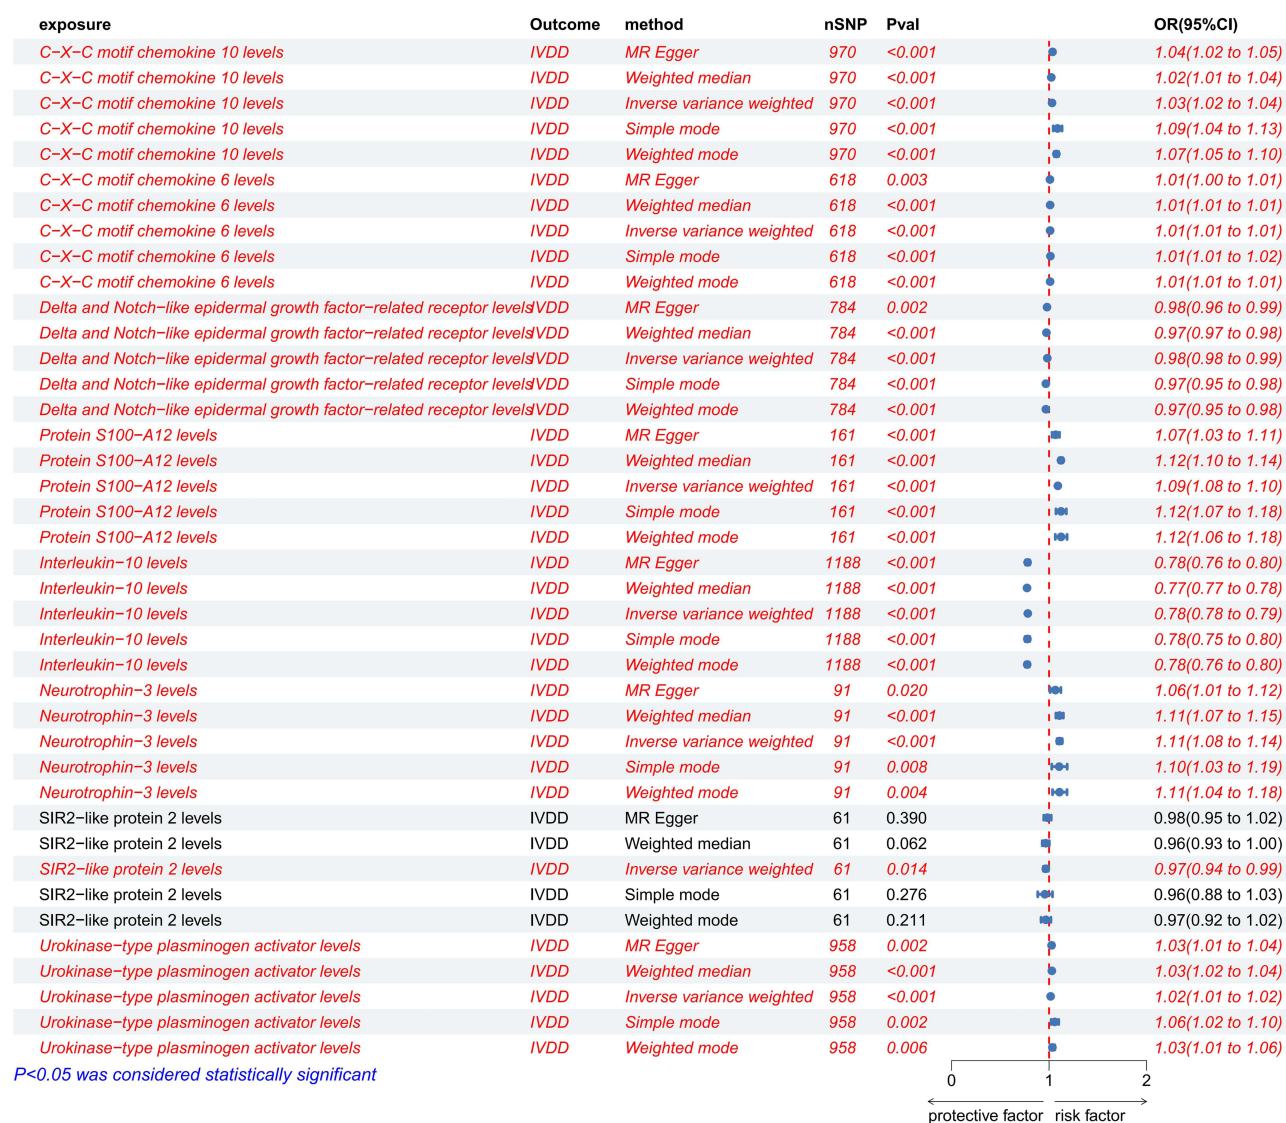 exposure Outcome method nSNP Pval OR(95%CI)
C−X−C motif chemokine 10 levels IVDD MR Egger 970 <0.001 1.04(1.02 to 1.05)
C−X−C motif chemokine 10 levels IVDD Weighted median 970 <0.001 1.02(1.01 to 1.04)
C−X−C motif chemokine 10 levels IVDD Inverse variance weighted 970 <0.001 1.03(1.02 to 1.04)
C−X−C motif chemokine 10 levels IVDD Simple mode 970 <0.001 1.09(1.04 to 1.13)
C−X−C motif chemokine 10 levels IVDD Weighted mode 970 <0.001 1.07(1.05 to 1.10)
C−X−C motif chemokine 6 levels IVDD MR Egger 618 0.003 1.01(1.00 to 1.01)
C−X−C motif chemokine 6 levels IVDD Weighted median 618 <0.001 1.01(1.01 to 1.01)
C−X−C motif chemokine 6 levels IVDD Inverse variance weighted 618 <0.001 1.01(1.01 to 1.01)
C−X−C motif chemokine 6 levels IVDD Simple mode 618 <0.001 1.01(1.01 to 1.02)
C−X−C motif chemokine 6 levels IVDD Weighted mode 618 <0.001 1.01(1.01 to 1.01)
Delta and Notch−like epidermal growth factor−related receptor levels IVDD MR Egger 784 0.002 0.98(0.96 to 0.99)
Delta and Notch−like epidermal growth factor−related receptor levels IVDD Weighted median 784 <0.001 0.97(0.97 to 0.98)
Delta and Notch−like epidermal growth factor−related receptor levels IVDD Inverse variance weighted 784 <0.001 0.98(0.98 to 0.99)
Delta and Notch−like epidermal growth factor−related receptor levels IVDD Simple mode 784 <0.001 0.97(0.95 to 0.98)
Delta and Notch−like epidermal growth factor−related receptor levels IVDD Weighted mode 784 <0.001 0.97(0.95 to 0.98)
Protein S100−A12 levels IVDD MR Egger 161 <0.001 1.07(1.03 to 1.11)
Protein S100−A12 levels IVDD Weighted median 161 <0.001 1.12(1.10 to 1.14)
Protein S100−A12 levels IVDD Inverse variance weighted 161 <0.001 1.09(1.08 to 1.10)
Protein S100−A12 levels IVDD Simple mode 161 <0.001 1.12(1.07 to 1.18)
Protein S100−A12 levels IVDD Weighted mode 161 <0.001 1.12(1.06 to 1.18)
Interleukin−10 levels IVDD MR Egger 1188 <0.001 0.78(0.76 to 0.80)
Interleukin−10 levels IVDD Weighted median 1188 <0.001 0.77(0.77 to 0.78)
Interleukin−10 levels IVDD Inverse variance weighted 1188 <0.001 0.78(0.78 to 0.79)
Interleukin−10 levels IVDD Simple mode 1188 <0.001 0.78(0.75 to 0.80)
Interleukin−10 levels IVDD Weighted mode 1188 <0.001 0.78(0.76 to 0.80)
Neurotrophin−3 levels IVDD MR Egger 91 0.020 1.06(1.01 to 1.12)
Neurotrophin−3 levels IVDD Weighted median 91 <0.001 1.11(1.07 to 1.15)
Neurotrophin−3 levels IVDD Inverse variance weighted 91 <0.001 1.11(1.08 to 1.14)
Neurotrophin−3 levels IVDD Simple mode 91 0.008 1.10(1.03 to 1.19)
Neurotrophin−3 levels IVDD Weighted mode 91 0.004 1.11(1.04 to 1.18)
SIR2−like protein 2 levels IVDD MR Egger 61 0.390 0.98(0.95 to 1.02)
SIR2−like protein 2 levels IVDD Weighted median 61 0.062 0.96(0.93 to 1.00)
SIR2−like protein 2 levels IVDD Inverse variance weighted 61 0.014 0.97(0.94 to 0.99)
SIR2−like protein 2 levels IVDD Simple mode 61 0.276 0.96(0.88 to 1.03)
SIR2−like protein 2 levels IVDD Weighted mode 61 0.211 0.97(0.92 to 1.02)
Urokinase−type plasminogen activator levels IVDD MR Egger 958 0.002 1.03(1.01 to 1.04)
Urokinase−type plasminogen activator levels IVDD Weighted median 958 <0.001 1.03(1.02 to 1.04)
Urokinase−type plasminogen activator levels IVDD Inverse variance weighted 958 <0.001 1.02(1.01 to 1.02)
Urokinase−type plasminogen activator levels IVDD Simple mode 958 0.002 1.06(1.02 to 1.10)
Urokinase−type plasminogen activator levels IVDD Weighted mode 958 0.006 1.03(1.01 to 1.06)
P<0.05 was considered statistically significant
0 1 2
protective factor risk factor